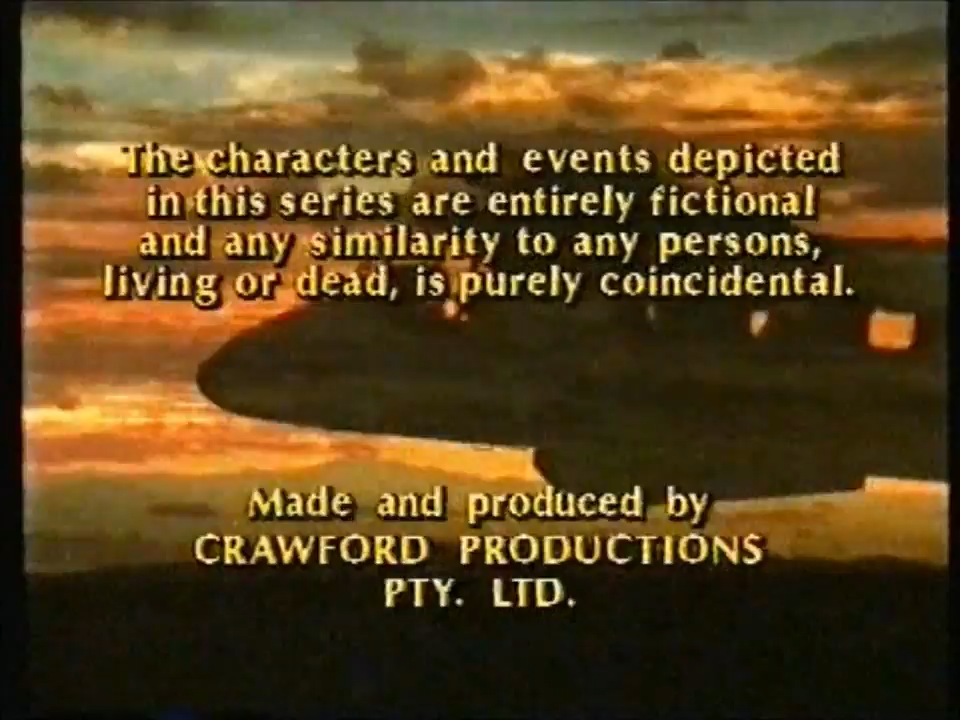 The characters and events depicted
in this series are entirely fictional
and any similarity to any persons,
living or dead, is purely coincidental.
Made and produced by
CRAWFORD PRODUCTIONS
PTY. LTD.